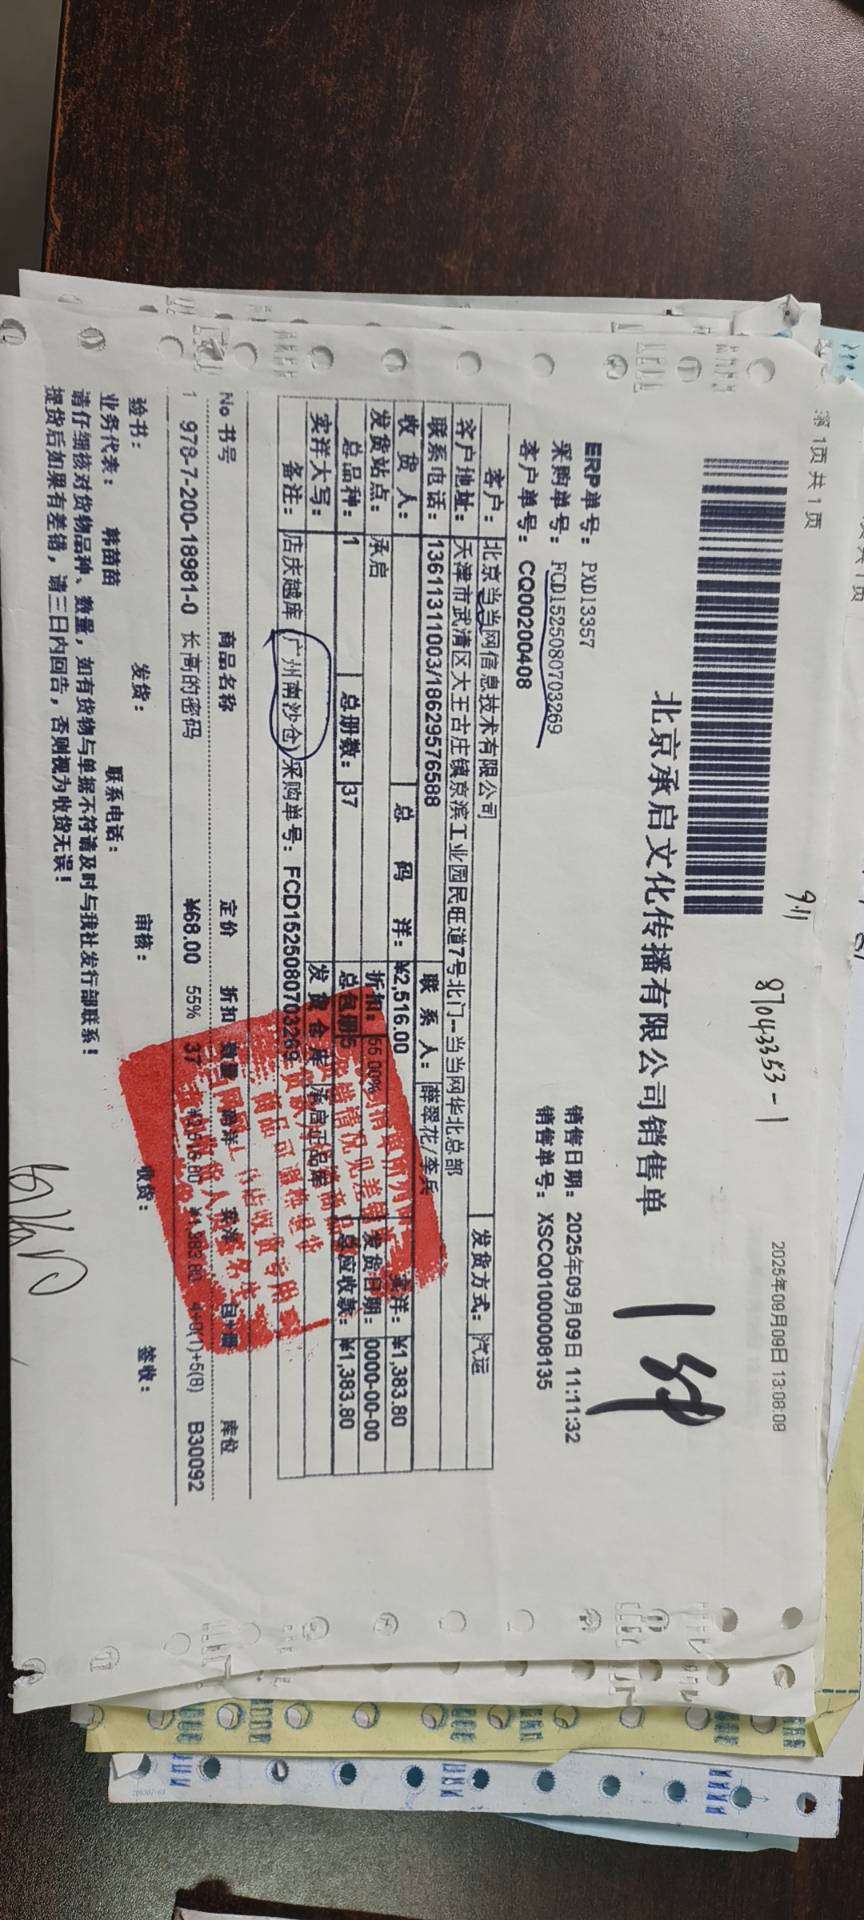 第 1页 共 1 页
2025年09月09日 13:08:09
9.11
87043353-1
北京承启文化传播有限公司销售单
ERP单号： PXD13357
销售日期： 2025年09月09日 11:11:32
采购单号： FCD1525080703269
销售单号： XSCQ01000008135
客户单号： CQ00200408
客户： 北京当当网信息技术有限公司 发货方式： 汽运
客户地址： 天津市武清区大王古庄镇京滨工业园民旺道7号北门--当当网华北总部
联系电话： 13611311003/18629576588 联系人： 薛翠花/李兵
收货人： 总码洋： ¥2,516.00 实洋： ¥1,383.80
发货站点： 承启 折扣： 55.00% 发货日期： 0000-00-00
总品种： 1 总册数： 37 总包册 5 总应收款： ¥1,383.80
实洋大写： 发货仓库 承启正品库
备注： 店庆越库 广州南沙仓 采购单号： FCD1525080703269
No 书号 商品名称 定价 折扣 数量 码洋 实洋 包*册 库位
1 978-7-200-18981-0 长高的密码 ¥68.00 55% 37 ¥1,383.80 B30092
验书： 发货： 审核： 收货： 签收：
业务代表： 韩苗苗 联系电话：
请仔细核对货物品种、数量，如有货物与单据不符请及时与我社发行部联系！
提货后如果有差错，请三日内回告，否则视为收货无误！